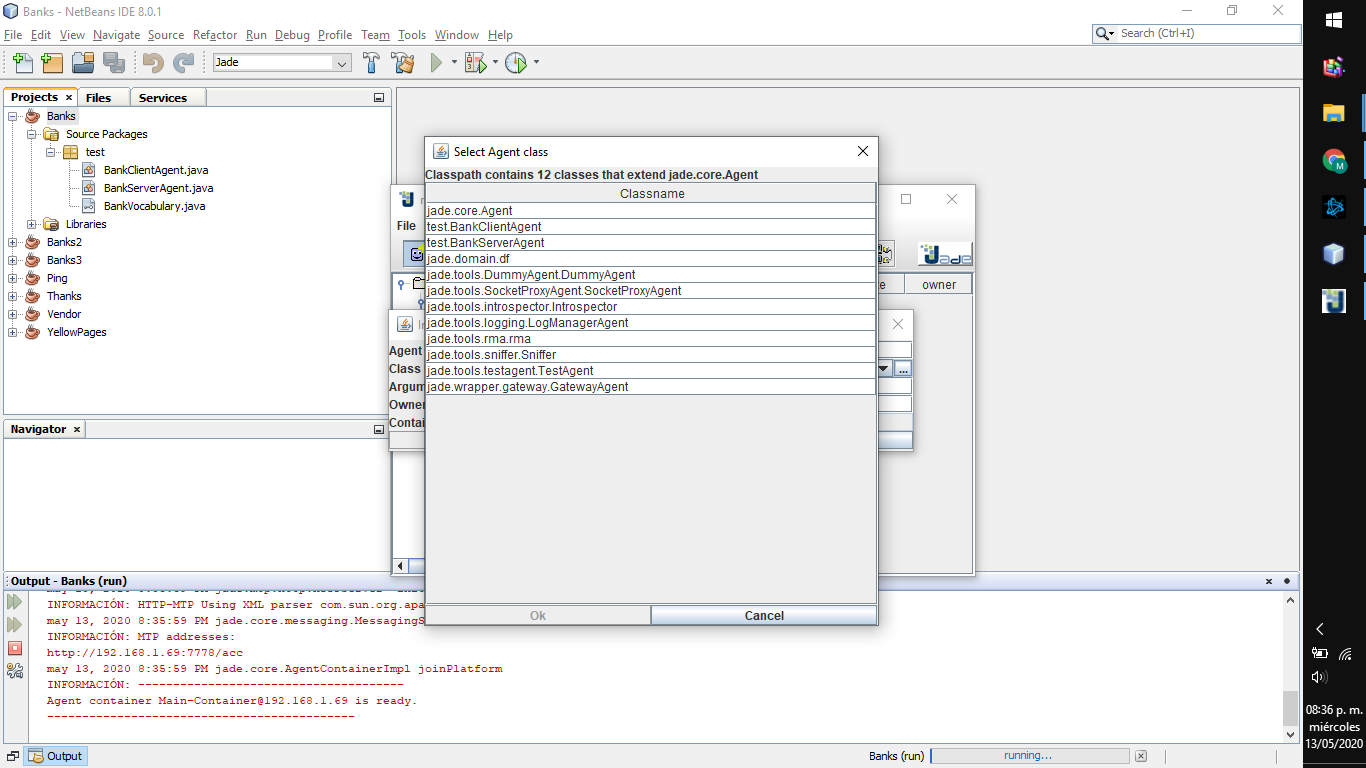 Banks - NetBeans IDE 8.0.1
File Edit View Navigate Source Refactor Run Debug Profile Team Tools Window Help
Search (Ctrl+I)
Jade
Projects × Files Services
Banks
Source Packages
test
BankClientAgent.java
BankServerAgent.java
BankVocabulary.java
Libraries
Banks2
Banks3
Ping
Thanks
Vendor
YellowPages
Navigator ×
File
Jade
owner
Agent
Class
...
Owner
Select Agent class
Classpath contains 12 classes that extend jade.core.Agent
Classname
jade.core.Agent
test.BankClientAgent
test.BankServerAgent
jade.domain.df
jade.tools.DummyAgent.DummyAgent
jade.tools.SocketProxyAgent.SocketProxyAgent
jade.tools.introspector.Introspector
jade.tools.logging.LogManagerAgent
jade.tools.rma.rma
jade.tools.sniffer.Sniffer
jade.tools.testagent.TestAgent
jade.wrapper.gateway.GatewayAgent
Ok Cancel
Output - Banks (run)
INFORMACIÓN: HTTP-MTP Using XML parser com.sun.org.apa
may 13, 2020 8:35:59 PM jade.core.messaging.MessagingS
INFORMACIÓN: MTP addresses:
http://192.168.1.69:7778/acc
may 13, 2020 8:35:59 PM jade.core.AgentContainerImpl joinPlatform
INFORMACIÓN: --------------------------------------
Agent container Main-Container@192.168.1.69 is ready.
--------------------------------------------
Output
Banks (run) running...
08:36 p. m.
miércoles
13/05/2020